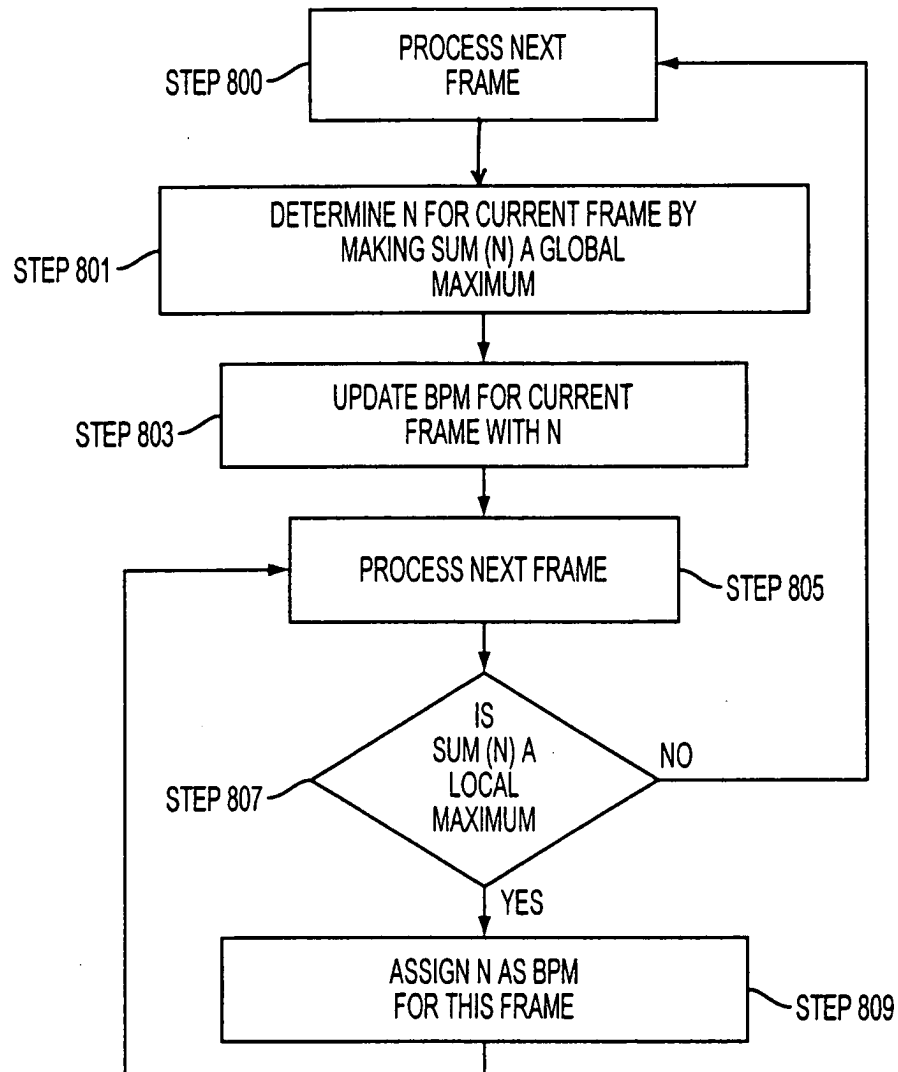 PROCESS NEXT
FRAME
STEP 800
DETERMINE N FOR CURRENT FRAME BY
MAKING SUM (N) A GLOBAL
MAXIMUM
STEP 801
UPDATE BPM FOR CURRENT
FRAME WITH N
STEP 803
PROCESS NEXT FRAME
STEP 805
IS
SUM (N) A
LOCAL
MAXIMUM
NO
STEP 807
YES
ASSIGN N AS BPM
FOR THIS FRAME
STEP 809